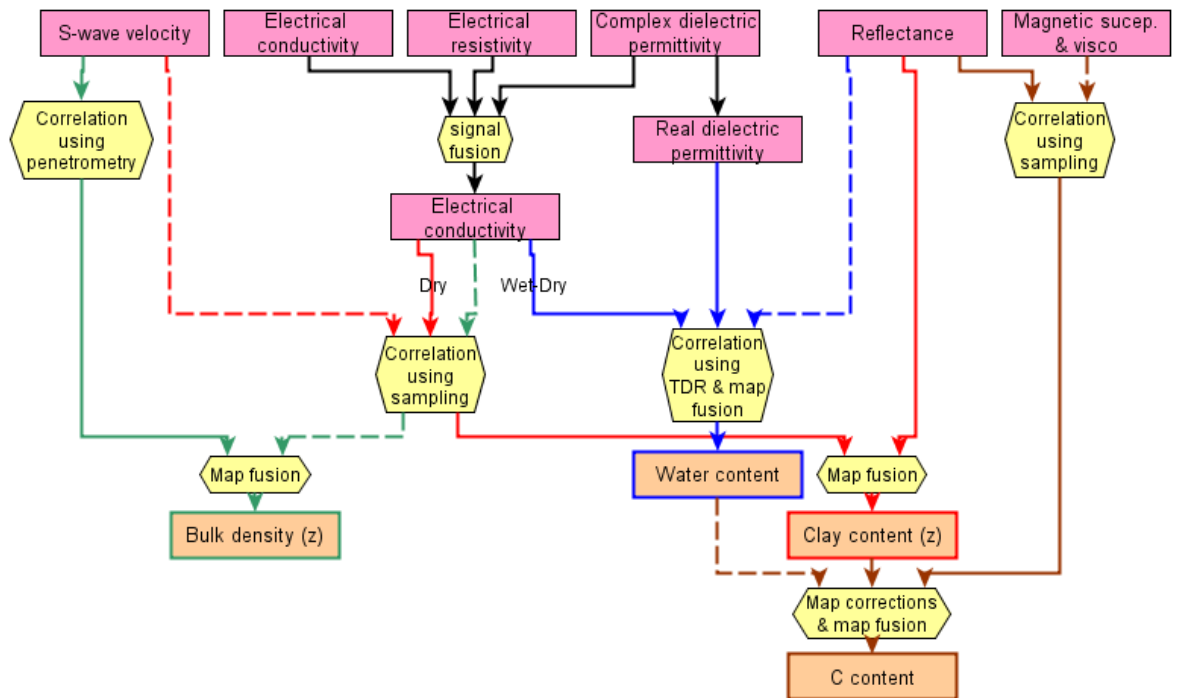 S-wave velocity
Electrical
conductivity
Electrical
resistivity
Complex dielectric
permittivity
Reflectance
Magnetic sucep.
& visco
Correlation
using
penetrometry
signal
fusion
Real dielectric
permittivity
Correlation
using
sampling
Electrical
conductivity
Dry
Wet-Dry
Correlation
using
sampling
Correlation
using
TDR & map
fusion
Map fusion
Water content
Map fusion
Bulk density (z)
Clay content (z)
Map corrections
& map fusion
C content